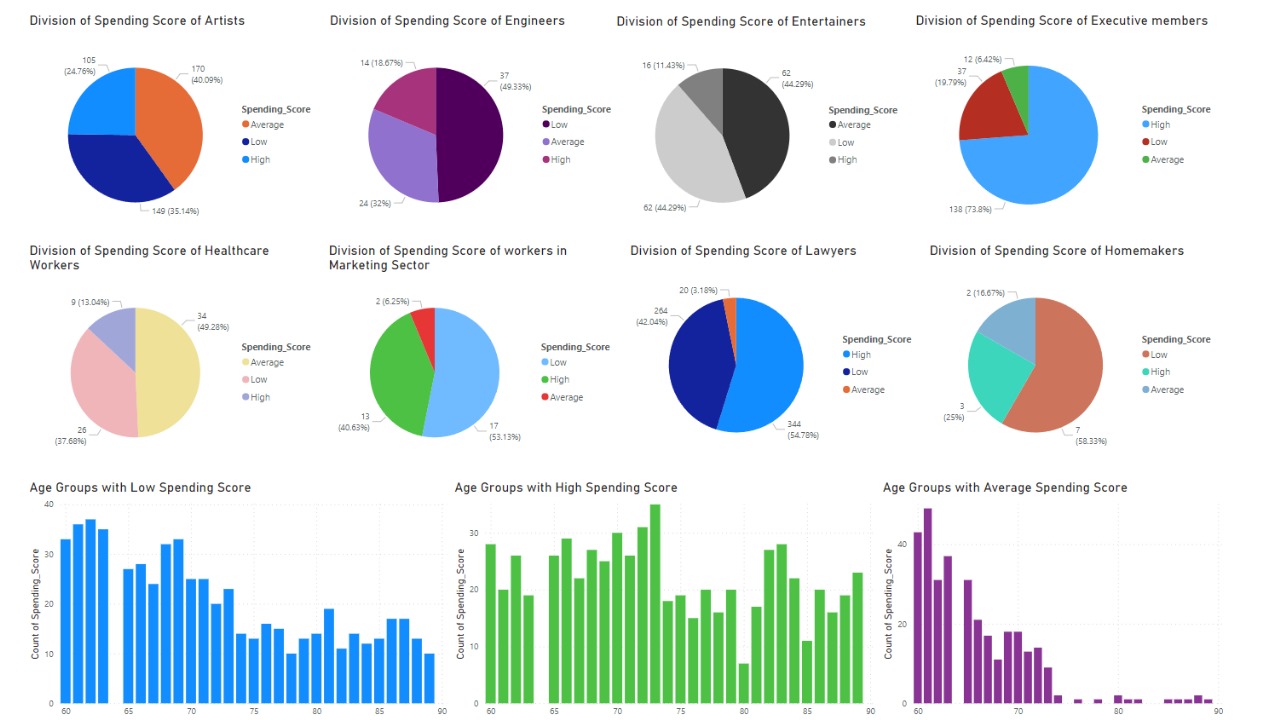 Division of Spending Score of Artists
105
(24.76%)
170
(40.09%)
149 (35.14%)
Spending_Score
Average
Low
High
Division of Spending Score of Engineers
14 (18.67%)
37
(49.33%)
24 (32%)
Spending_Score
Low
Average
High
Division of Spending Score of Entertainers
16 (11.43%)
62
(44.29%)
62 (44.29%)
Spending_Score
Average
Low
High
Division of Spending Score of Executive members
12 (6.42%)
37
(19.79%)
138 (73.8%)
Spending_Score
High
Low
Average
Division of Spending Score of Healthcare
Workers
9 (13.04%)
34
(49.28%)
26
(37.68%)
Spending_Score
Average
Low
High
Division of Spending Score of workers in
Marketing Sector
2 (6.25%)
13
(40.63%)
17
(53.13%)
Spending_Score
Low
High
Average
Division of Spending Score of Lawyers
20 (3.18%)
264
(42.04%)
344
(54.78%)
Spending_Score
High
Low
Average
Division of Spending Score of Homemakers
2 (16.67%)
3
(25%)
7
(58.33%)
Spending_Score
Low
High
Average
Age Groups with Low Spending Score
Count of Spending_Score
40
30
20
10
0
60 65 70 75 80 85 90
Age Groups with High Spending Score
Count of Spending_Score
30
20
10
0
60 65 70 75 80 85 90
Age Groups with Average Spending Score
Count of Spending_Score
40
20
0
60 70 80 90